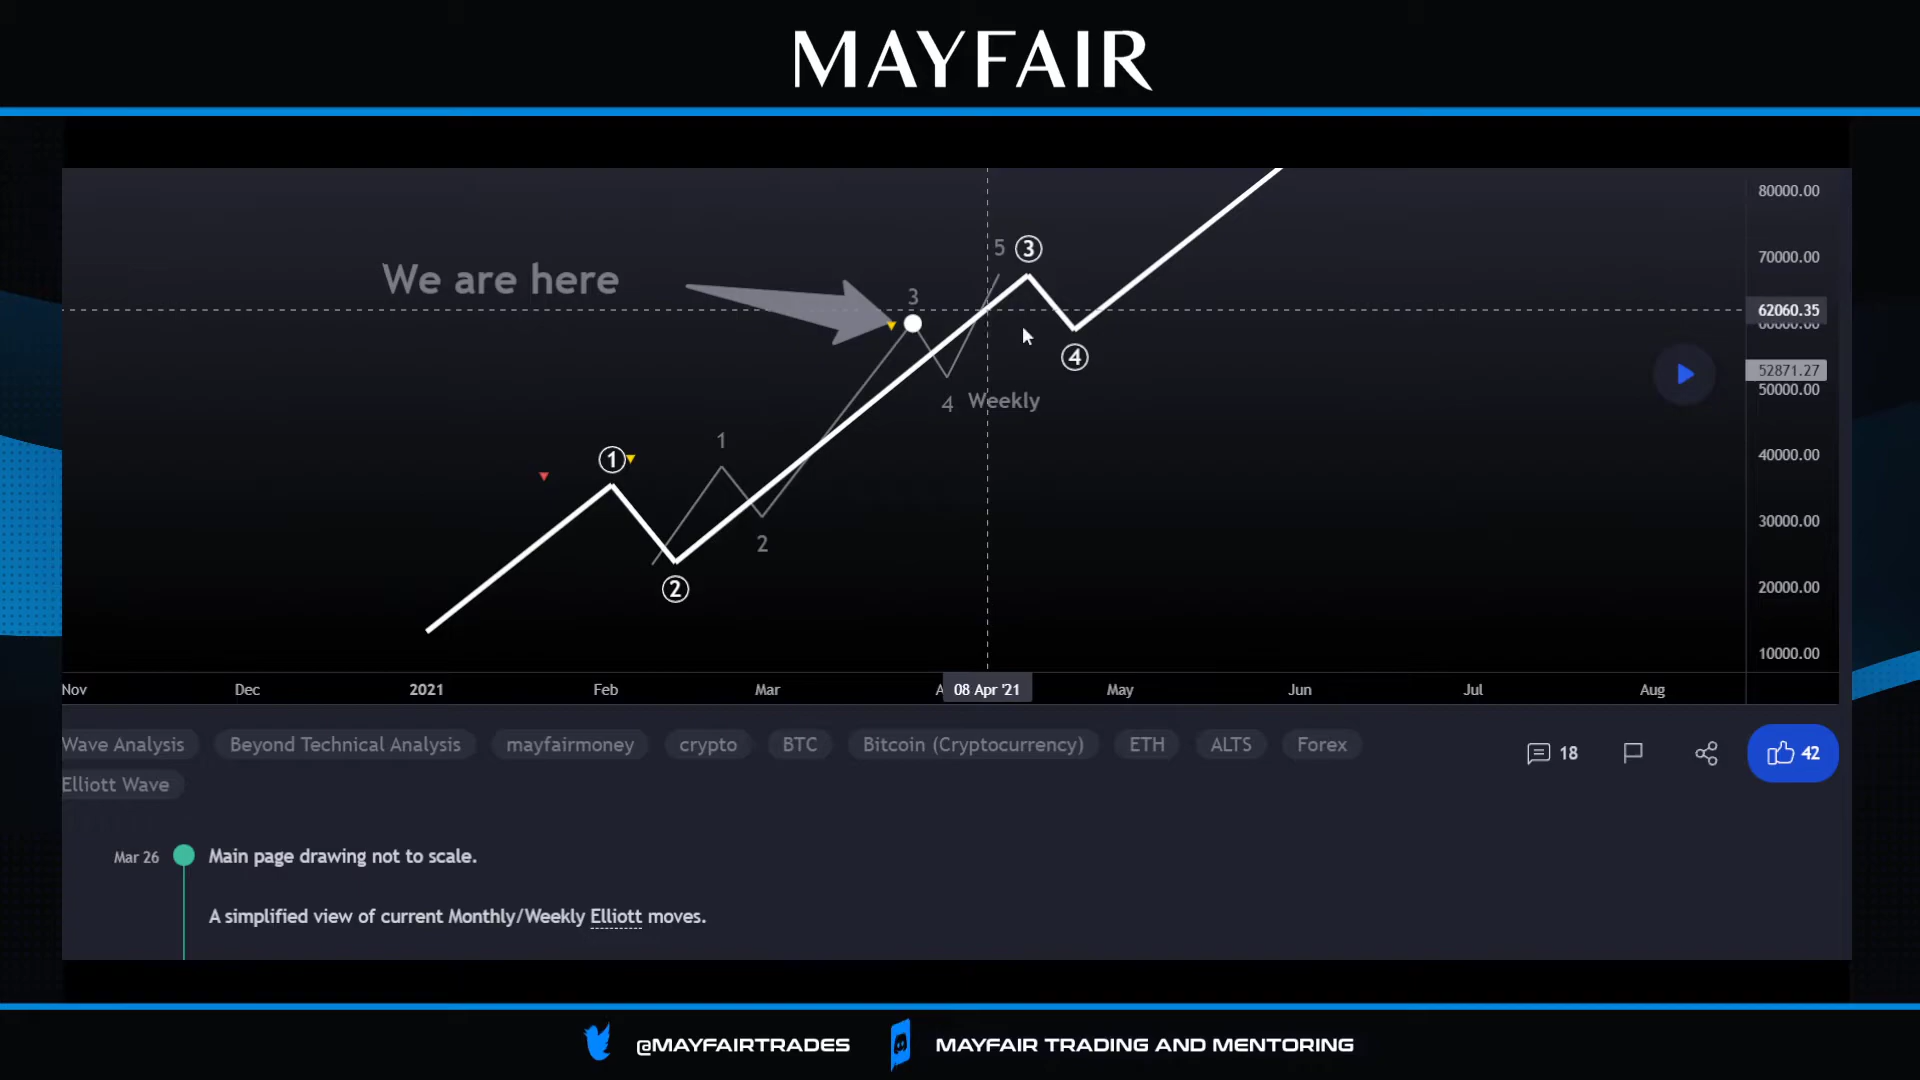 MAYFAIR
80000.00
5 ③
70000.00
We are here
3
62060.35
④
52871.27
50000.00
4 Weekly
1
①
40000.00
2
30000.00
②
20000.00
10000.00
Nov Dec 2021 Feb Mar 08 Apr '21 May Jun Jul Aug
Wave Analysis Beyond Technical Analysis mayfairmoney crypto BTC Bitcoin (Cryptocurrency) ETH ALTS Forex
18 42
Elliott Wave
Mar 26 Main page drawing not to scale.
A simplified view of current Monthly/Weekly Elliott moves.
@MAYFAIRTRADES MAYFAIR TRADING AND MENTORING